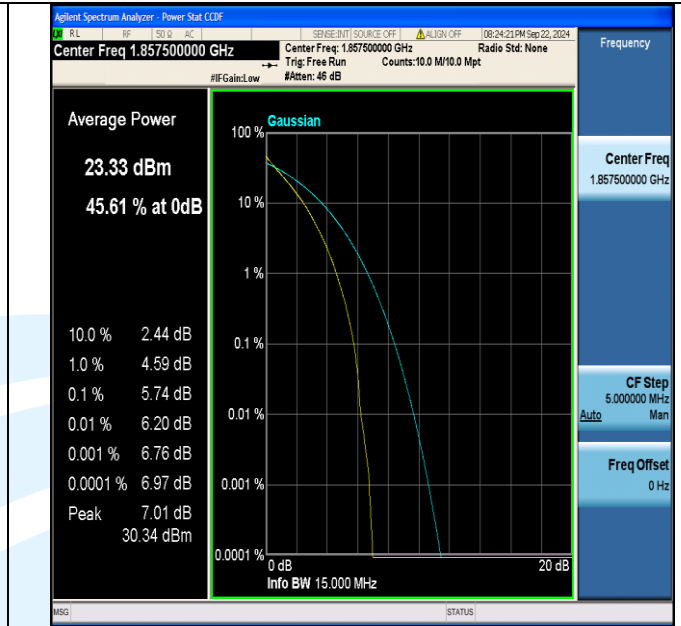 Agilent Spectrum Analyzer - Power Stat CCDF
RL RF 50 Ω AC SENSE:INT SOURCE OFF ALIGN OFF 08:24:21 PM Sep 22, 2024
Center Freq 1.857500000 GHz
Center Freq: 1.857500000 GHz Radio Std: None
Trig: Free Run Counts:10.0 M/10.0 Mpt
#IFGain:Low #Atten: 46 dB
Frequency
Average Power
23.33 dBm
45.61 % at 0dB
10.0 % 2.44 dB
1.0 % 4.59 dB
0.1 % 5.74 dB
0.01 % 6.20 dB
0.001 % 6.76 dB
0.0001 % 6.97 dB
Peak 7.01 dB
30.34 dBm
Gaussian
100 %
10 %
1 %
0.1 %
0.01 %
0.001 %
0.0001 %
0 dB 20 dB
Info BW 15.000 MHz
Center Freq
1.857500000 GHz
CF Step
5.000000 MHz
Auto Man
Freq Offset
0 Hz
MSG STATUS